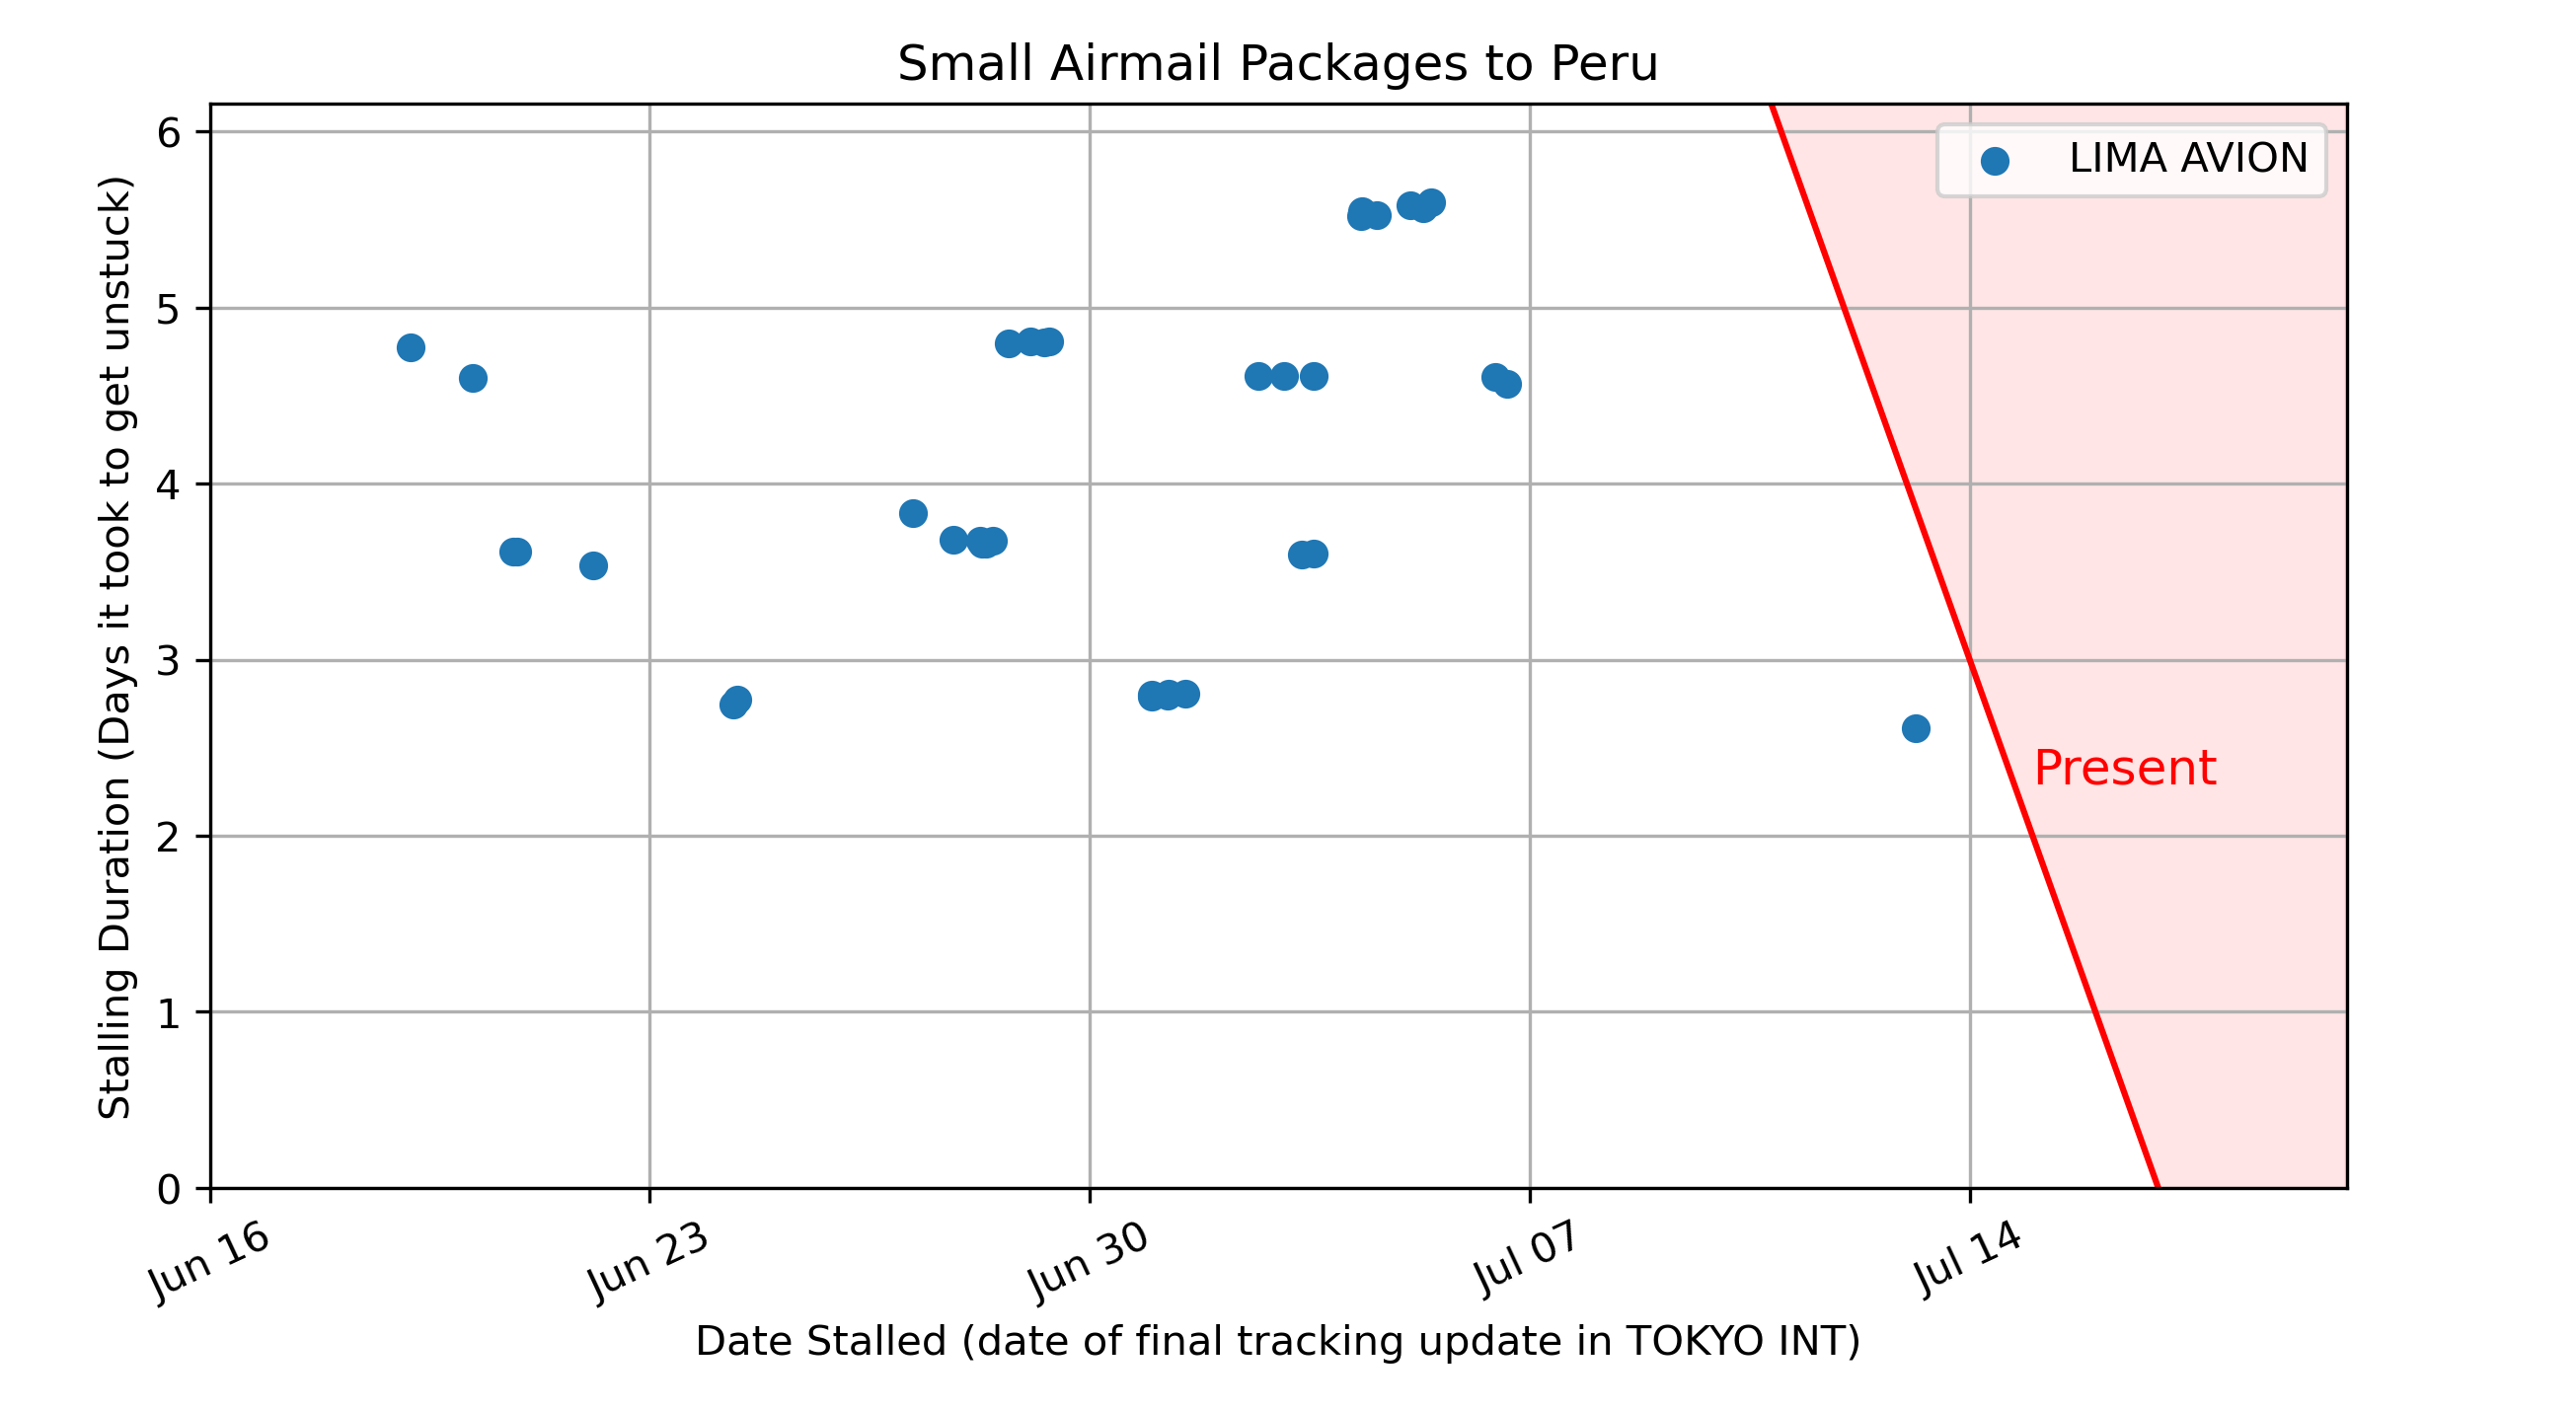 Small Airmail Packages to Peru
Stalling Duration (Days it took to get unstuck)
6
5
4
3
2
1
0
LIMA AVION
Present
Jun 16
Jun 23
Jun 30
Jul 07
Jul 14
Date Stalled (date of final tracking update in TOKYO INT)